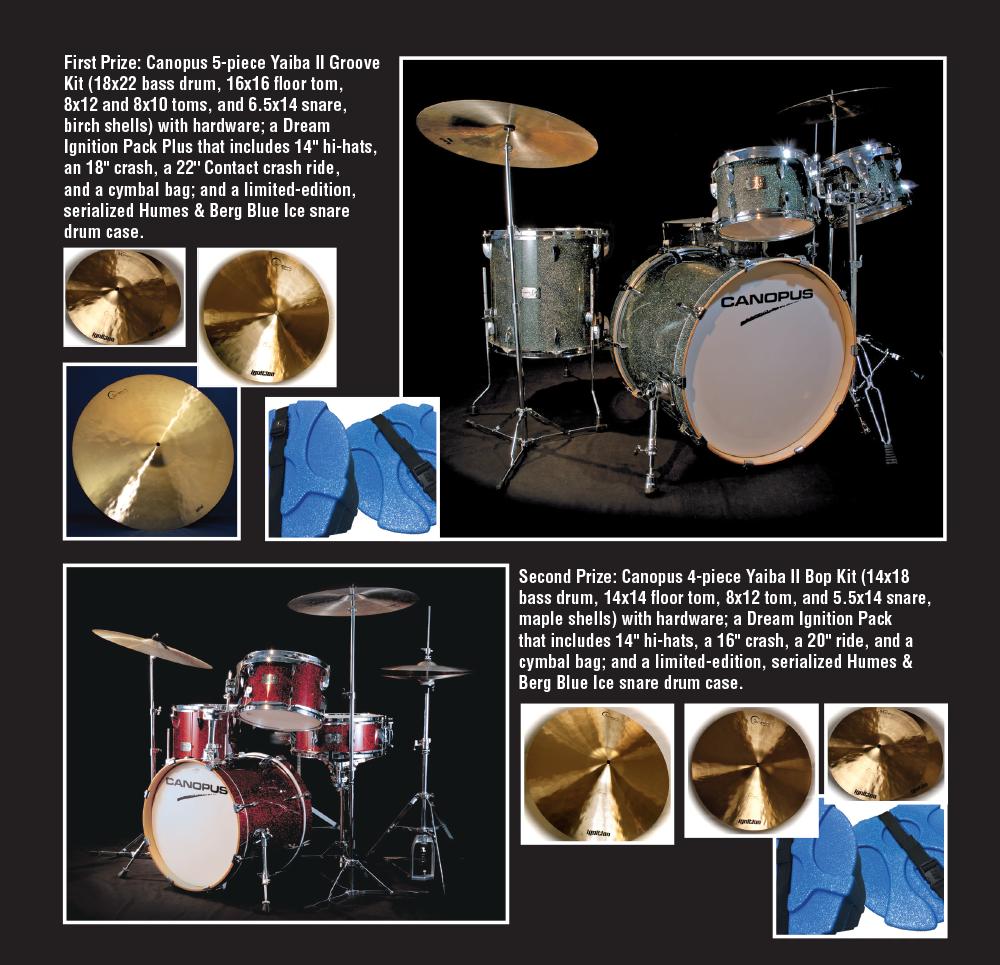 First Prize: Canopus 5-piece Yaiba II Groove
Kit (18x22 bass drum, 16x16 floor tom,
8x12 and 8x10 toms, and 6.5x14 snare,
birch shells) with hardware; a Dream
Ignition Pack Plus that includes 14" hi-hats,
an 18" crash, a 22" Contact crash ride,
and a cymbal bag; and a limited-edition,
serialized Humes & Berg Blue Ice snare
drum case.
CANOPUS
Ignition
Ignition
Second Prize: Canopus 4-piece Yaiba II Bop Kit (14x18
bass drum, 14x14 floor tom, 8x12 tom, and 5.5x14 snare,
maple shells) with hardware; a Dream Ignition Pack
that includes 14" hi-hats, a 16" crash, a 20" ride, and a
cymbal bag; and a limited-edition, serialized Humes &
Berg Blue Ice snare drum case.
CANOPUS
Ignition
Ignition
Ignition